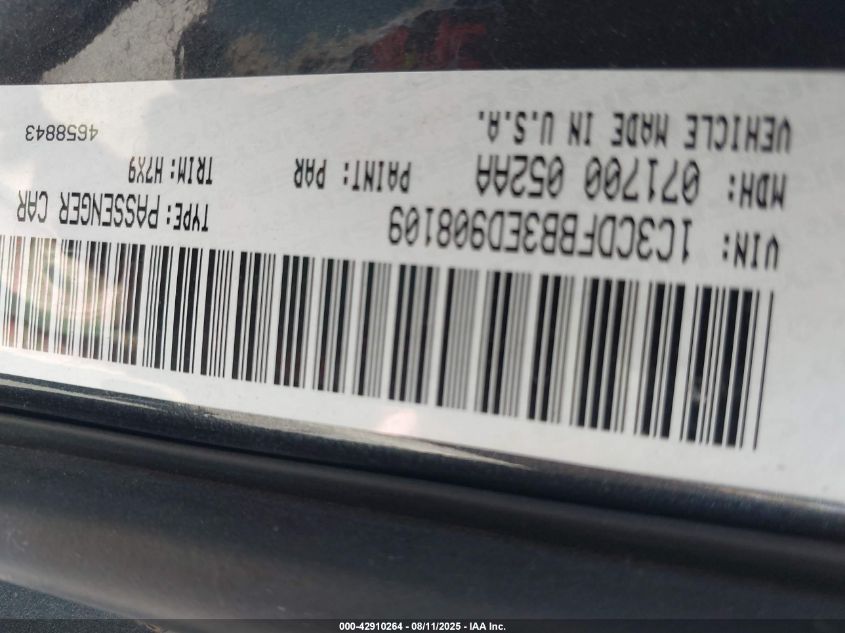 VIN: 1C3CDFBB3ED908109 TYPE: PASSENGER CAR
MDH: 071700 052AA PAINT: PAR TRIM: H7X9
VEHICLE MADE IN U.S.A. 4658843
000-42910264 - 08/11/2025 - IAA Inc.